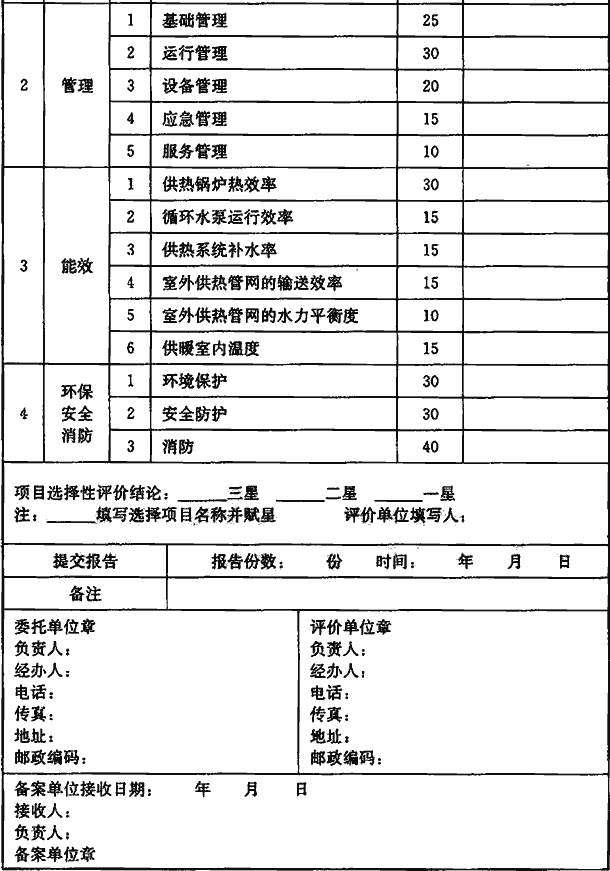 1 基础管理 25
2 运行管理 30
2 管理 3 设备管理 20
4 应急管理 15
5 服务管理 10
1 供热锅炉热效率 30
2 循环水泵运行效率 15
3 供热系统补水率 15
3 能效 4 室外供热管网的输送效率 15
5 室外供热管网的水力平衡度 10
6 供暖室内温度 15
1 环境保护 30
4 环保安全消防 2 安全防护 30
3 消防 40
项目选择性评价结论：______三星 ______二星 ______一星
注：______填写选择项目名称并赋星 评价单位填写人：
提交报告 报告份数： 份 时间： 年 月 日
备注
委托单位章 评价单位章
负责人： 负责人：
经办人： 经办人：
电话： 电话：
传真： 传真：
地址： 地址：
邮政编码： 邮政编码：
备案单位接收日期： 年 月 日
接收人：
负责人：
备案单位章